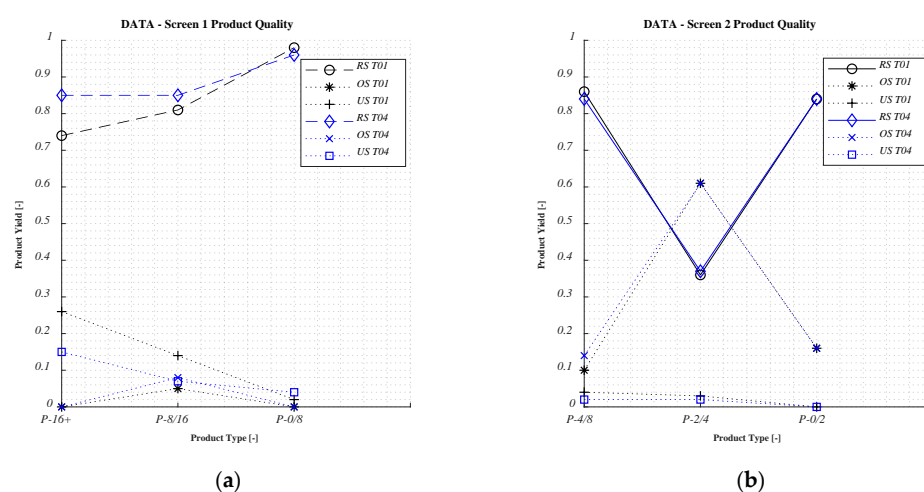 DATA - Screen 1 Product Quality
1
0.9
0.8
0.7
0.6
0.5
0.4
0.3
0.2
0.1
0
Product Yield [-]
P-16+
P-8/16
P-0/8
Product Type [-]
RS T01
OS T01
US T01
RS T04
OS T04
US T04
(a)
DATA - Screen 2 Product Quality
1
0.9
0.8
0.7
0.6
0.5
0.4
0.3
0.2
0.1
0
Product Yield [-]
P-4/8
P-2/4
P-0/2
Product Type [-]
RS T01
OS T01
US T01
RS T04
OS T04
US T04
(b)